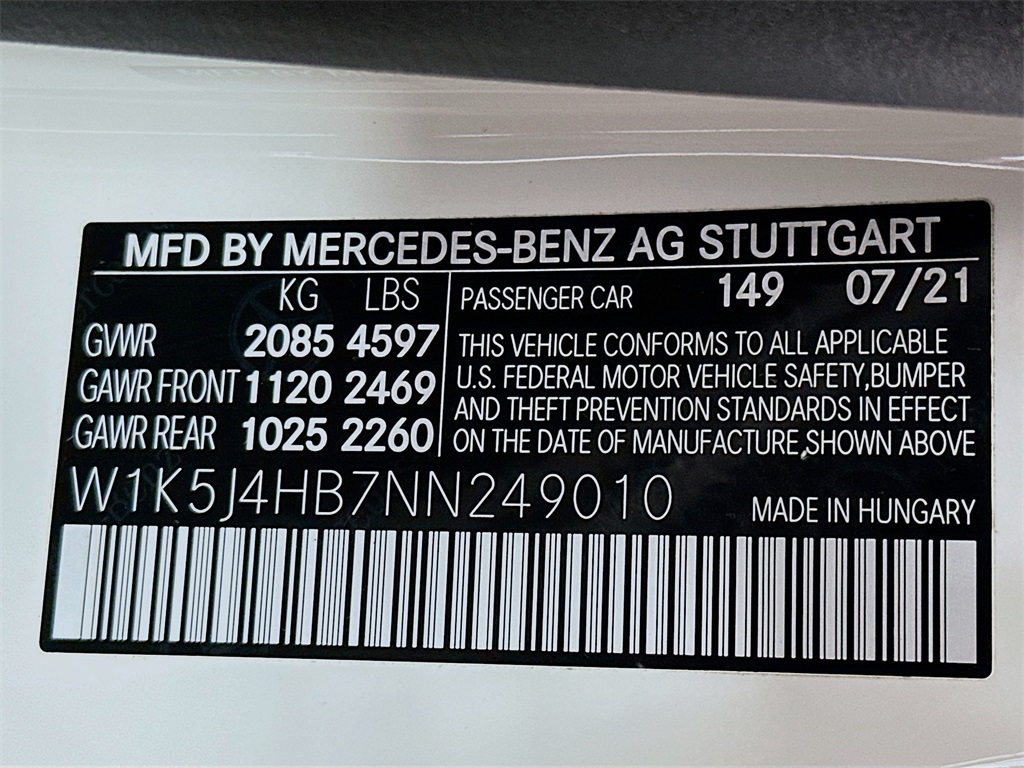 MFD BY MERCEDES-BENZ AG STUTTGART
KG LBS
GVWR 2085 4597
GAWR FRONT 1120 2469
GAWR REAR 1025 2260
PASSENGER CAR 149 07/21
THIS VEHICLE CONFORMS TO ALL APPLICABLE
U.S. FEDERAL MOTOR VEHICLE SAFETY,BUMPER
AND THEFT PREVENTION STANDARDS IN EFFECT
ON THE DATE OF MANUFACTURE,SHOWN ABOVE
W1K5J4HB7NN249010
MADE IN HUNGARY